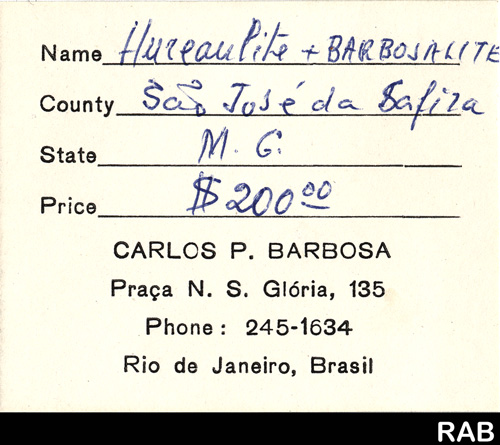 Name Hureaulite + BARBOSALITE
County São José da Safira
State M. G.
Price $200.00
CARLOS P. BARBOSA
Praça N. S. Glória, 135
Phone: 245-1634
Rio de Janeiro, Brasil
RAB